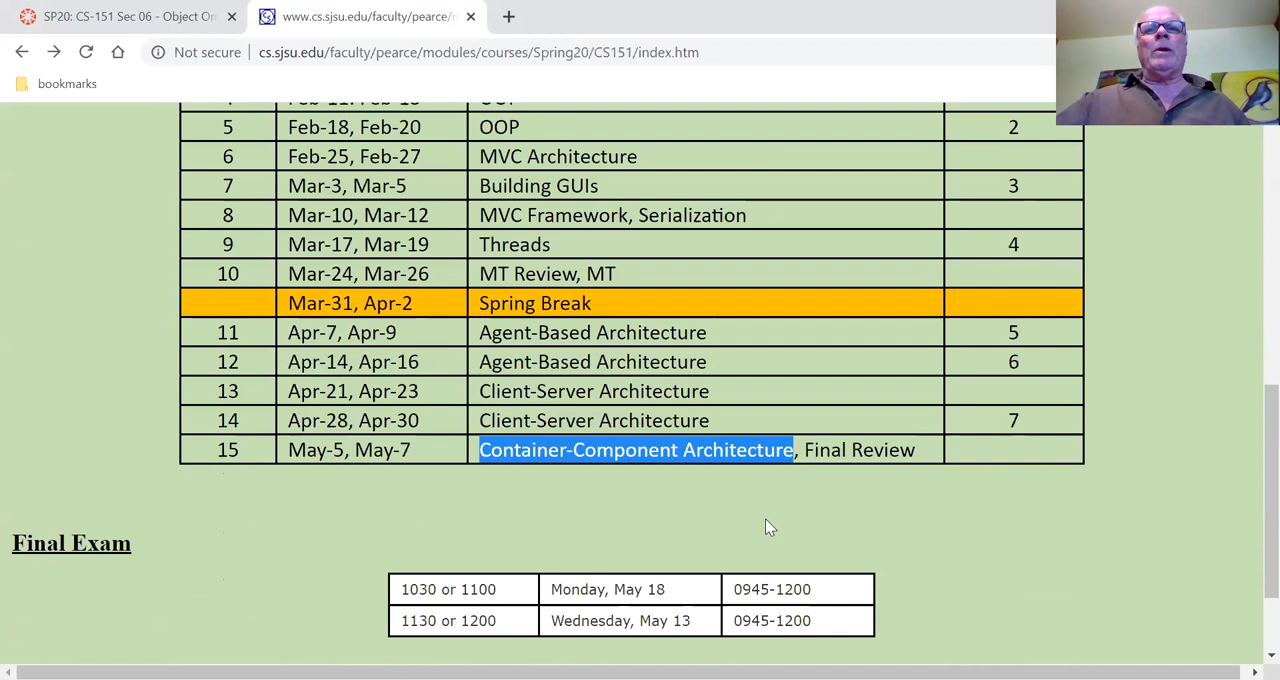 SP20: CS-151 Sec 06 - Object On
www.cs.sjsu.edu/faculty/pearce/m
Not secure | cs.sjsu.edu/faculty/pearce/modules/courses/Spring20/CS151/index.htm
bookmarks
5 Feb-18, Feb-20 OOP 2
6 Feb-25, Feb-27 MVC Architecture
7 Mar-3, Mar-5 Building GUIs 3
8 Mar-10, Mar-12 MVC Framework, Serialization
9 Mar-17, Mar-19 Threads 4
10 Mar-24, Mar-26 MT Review, MT
Mar-31, Apr-2 Spring Break
11 Apr-7, Apr-9 Agent-Based Architecture 5
12 Apr-14, Apr-16 Agent-Based Architecture 6
13 Apr-21, Apr-23 Client-Server Architecture
14 Apr-28, Apr-30 Client-Server Architecture 7
15 May-5, May-7 Container-Component Architecture, Final Review
Final Exam
1030 or 1100 Monday, May 18 0945-1200
1130 or 1200 Wednesday, May 13 0945-1200